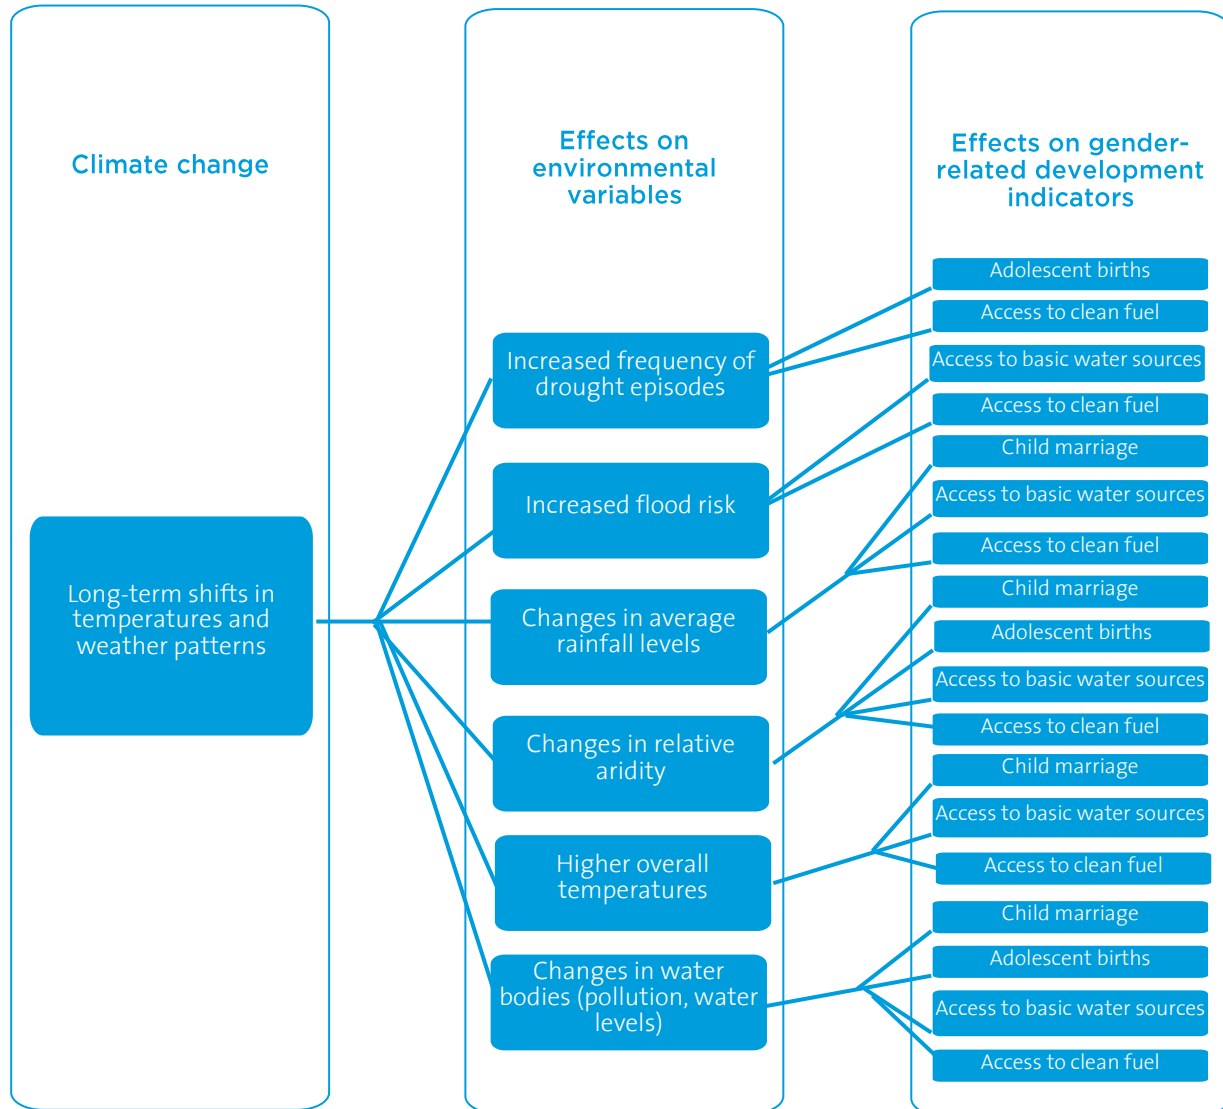 Climate change
Effects on
environmental
variables
Effects on gender-
related development
indicators
Long-term shifts in
temperatures and
weather patterns
Increased frequency of
drought episodes
Increased flood risk
Changes in average
rainfall levels
Changes in relative
aridity
Higher overall
temperatures
Changes in water
bodies (pollution, water
levels)
Adolescent births
Access to clean fuel
Access to basic water sources
Access to clean fuel
Child marriage
Access to basic water sources
Access to clean fuel
Child marriage
Adolescent births
Access to basic water sources
Access to clean fuel
Child marriage
Access to basic water sources
Access to clean fuel
Child marriage
Adolescent births
Access to basic water sources
Access to clean fuel